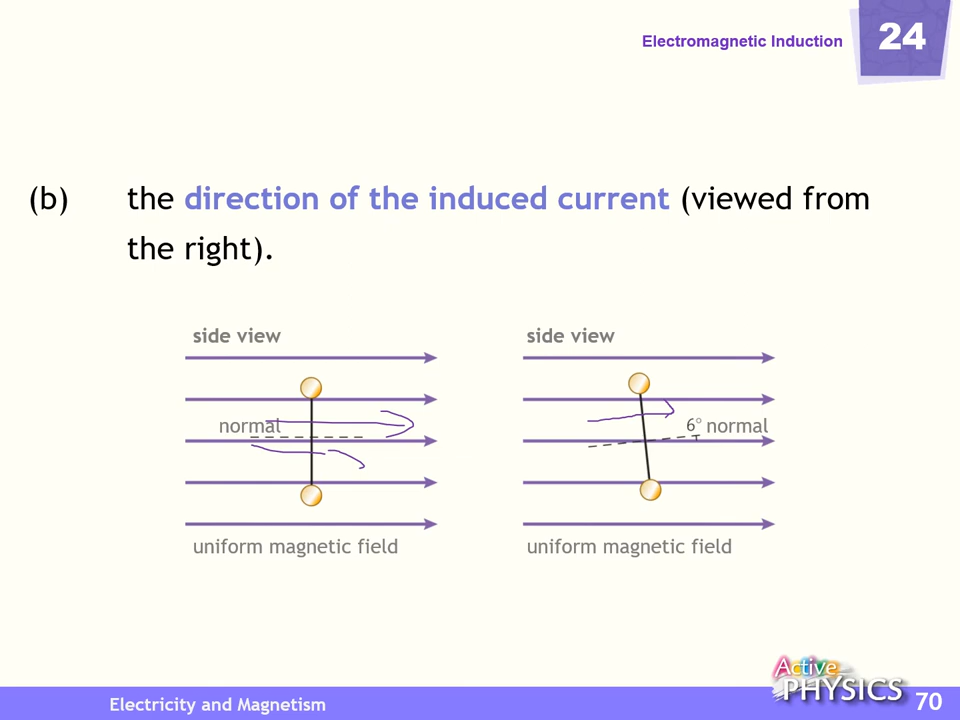 Electromagnetic Induction
24
(b) the direction of the induced current (viewed from
the right).
side view
side view
normal
6° normal
uniform magnetic field
uniform magnetic field
Active
PHYSICS
Electricity and Magnetism
70